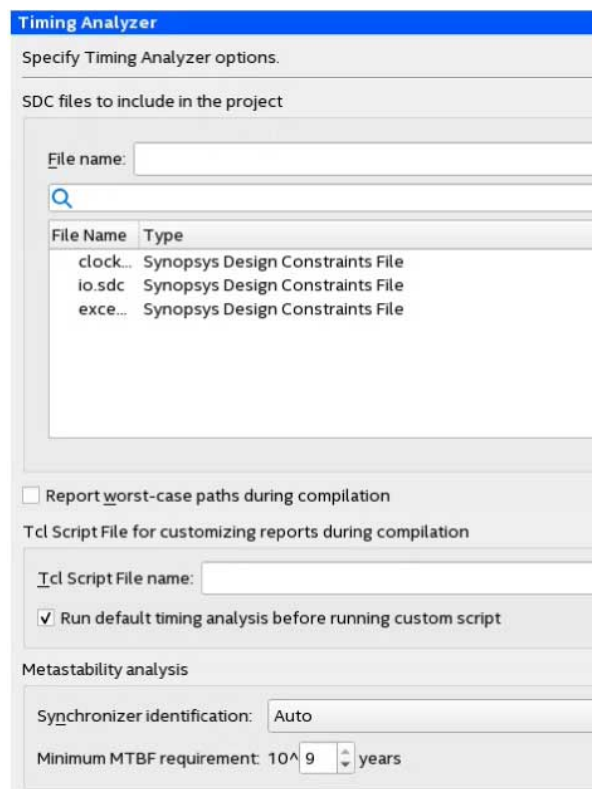 Timing Analyzer
Specify Timing Analyzer options.
SDC files to include in the project
File name:
File Name Type
clock... Synopsys Design Constraints File
io.sdc Synopsys Design Constraints File
exce... Synopsys Design Constraints File
Report worst-case paths during compilation
Tcl Script File for customizing reports during compilation
Tcl Script File name:
Run default timing analysis before running custom script
Metastability analysis
Synchronizer identification: Auto
Minimum MTBF requirement: 10^ 9 years